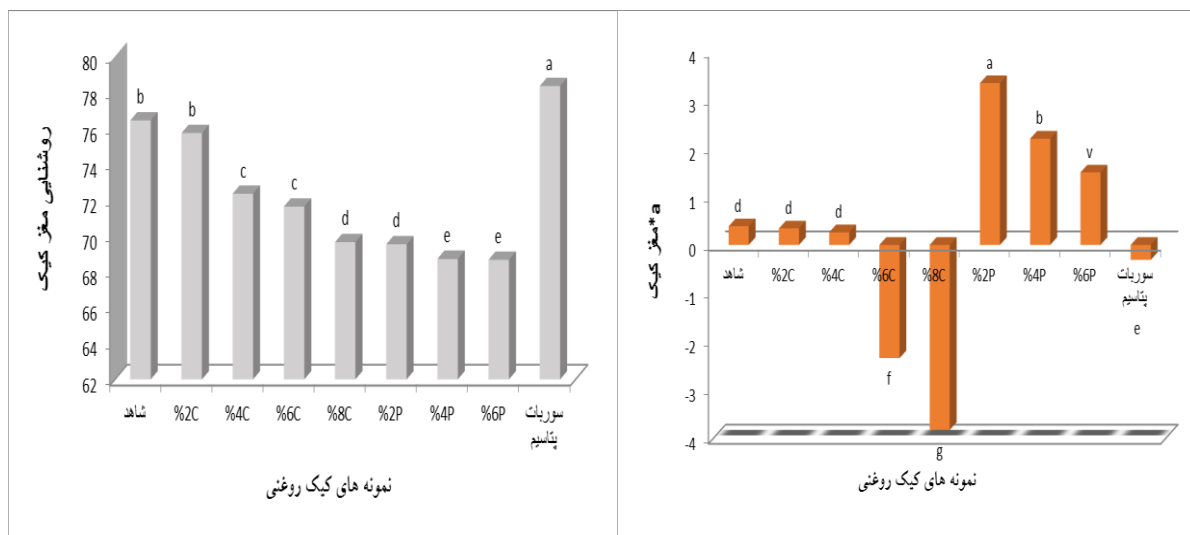 روشنایی مغز کیک
80
78
76
74
72
70
68
66
64
62
b
b
c
c
d
d
e
e
a
شاهد
%2C
%4C
%6C
%8C
%2P
%4P
%6P
سوربات
پتاسیم
نمونه های کیک روغنی
a*مغز کیک
4
3
2
1
0
-1
-2
-3
-4
d
d
d
f
g
a
b
v
e
شاهد
%2C
%4C
%6C
%8C
%2P
%4P
%6P
سوربات
پتاسیم
نمونه های کیک روغنی